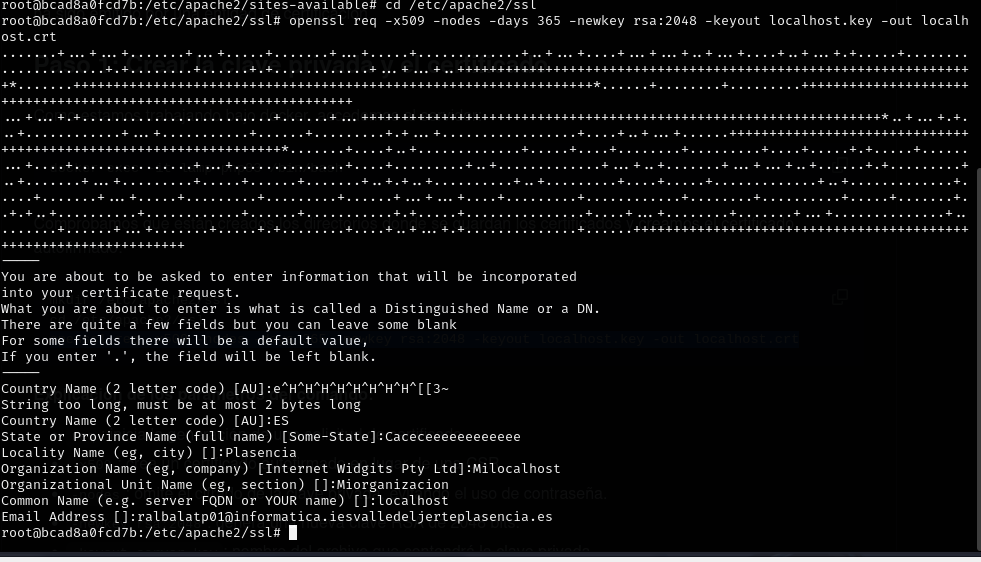 root@bcad8a0fcd7b:/etc/apache2/sites-available# cd /etc/apache2/ssl
root@bcad8a0fcd7b:/etc/apache2/ssl# openssl req -x509 -nodes -days 365 -newkey rsa:2048 -keyout localhost.key -out localh
ost.crt
-----
You are about to be asked to enter information that will be incorporated
into your certificate request.
What you are about to enter is what is called a Distinguished Name or a DN.
There are quite a few fields but you can leave some blank
For some fields there will be a default value,
If you enter '.', the field will be left blank.
-----
Country Name (2 letter code) [AU]:e^H^H^H^H^H^H^H^H^[[3~
String too long, must be at most 2 bytes long
Country Name (2 letter code) [AU]:ES
State or Province Name (full name) [Some-State]:Caceceeeeeeeeeeee
Locality Name (eg, city) []:Plasencia
Organization Name (eg, company) [Internet Widgits Pty Ltd]:Milocalhost
Organizational Unit Name (eg, section) []:Miorganizacion
Common Name (e.g. server FQDN or YOUR name) []:localhost
Email Address []:ralbalatp01@informatica.iesvalledeljerteplasencia.es
root@bcad8a0fcd7b:/etc/apache2/ssl#